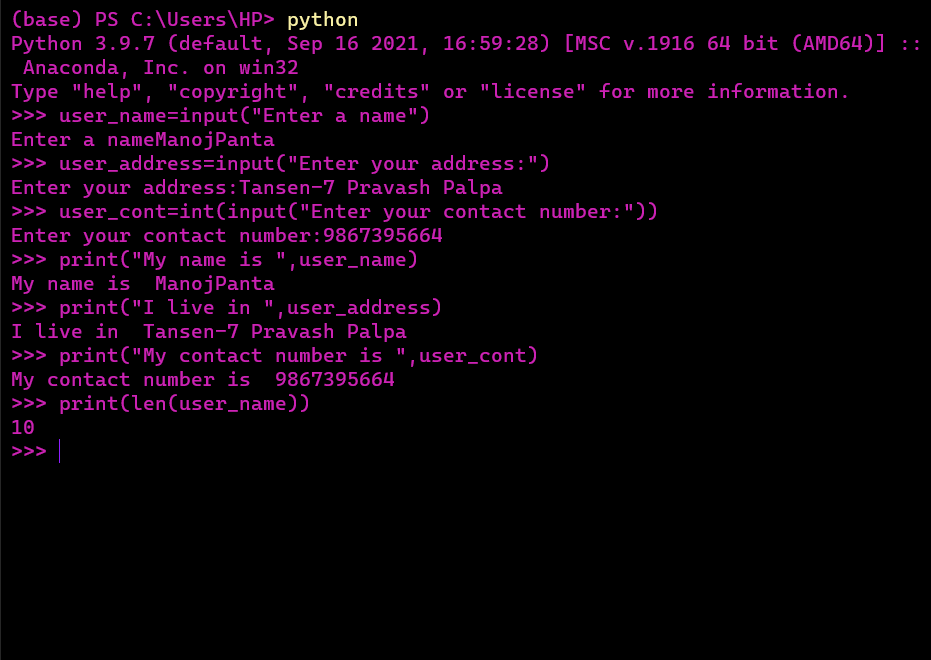 (base) PS C:\Users\HP> python
Python 3.9.7 (default, Sep 16 2021, 16:59:28) [MSC v.1916 64 bit (AMD64)] ::
 Anaconda, Inc. on win32
Type "help", "copyright", "credits" or "license" for more information.
>>> user_name=input("Enter a name")
Enter a nameManojPanta
>>> user_address=input("Enter your address:")
Enter your address:Tansen-7 Pravash Palpa
>>> user_cont=int(input("Enter your contact number:"))
Enter your contact number:9867395664
>>> print("My name is ",user_name)
My name is  ManojPanta
>>> print("I live in ",user_address)
I live in  Tansen-7 Pravash Palpa
>>> print("My contact number is ",user_cont)
My contact number is  9867395664
>>> print(len(user_name))
10
>>>